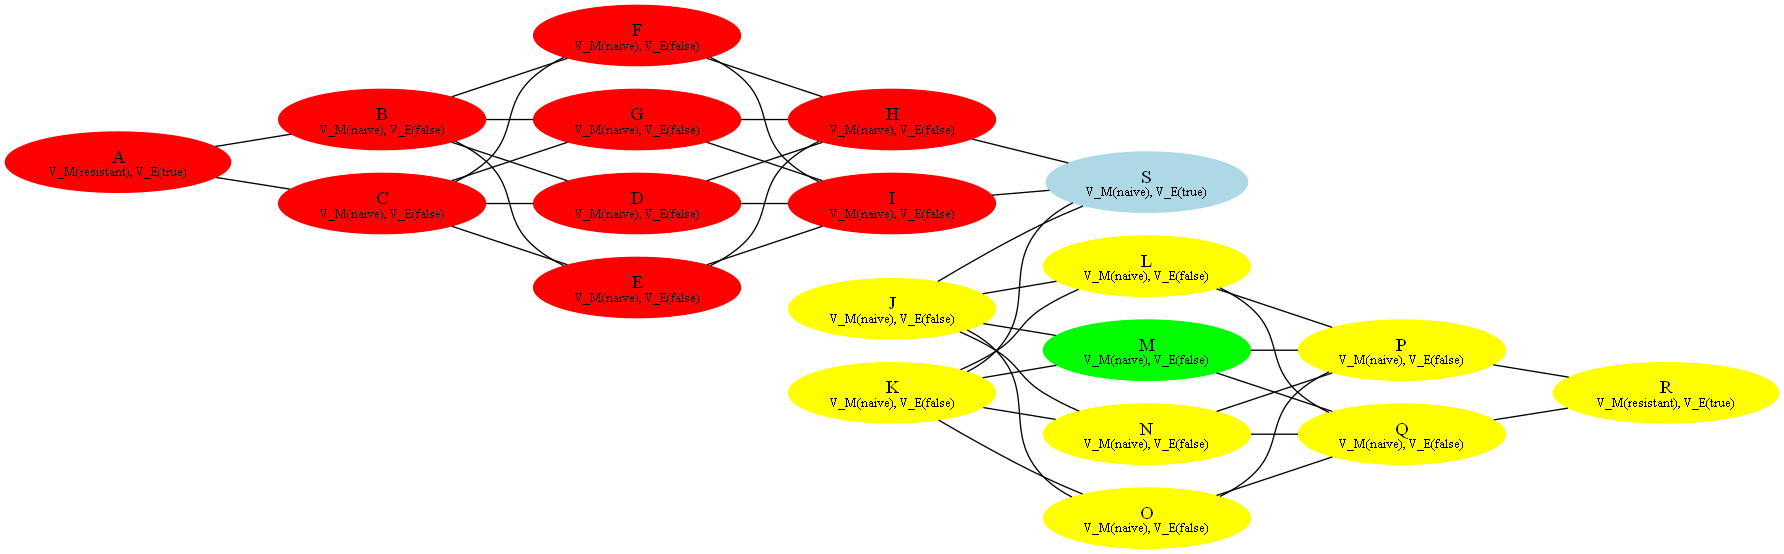 F
V_M(naive), V_E(false)
B
V_M(naive), V_E(false)
G
V_M(naive), V_E(false)
H
V_M(naive), V_E(false)
A
V_M(resistant), V_E(true)
C
V_M(naive), V_E(false)
D
V_M(naive), V_E(false)
I
V_M(naive), V_E(false)
S
V_M(naive), V_E(true)
E
V_M(naive), V_E(false)
J
V_M(naive), V_E(false)
L
V_M(naive), V_E(false)
M
V_M(naive), V_E(false)
P
V_M(naive), V_E(false)
K
V_M(naive), V_E(false)
R
V_M(resistant), V_E(true)
N
V_M(naive), V_E(false)
Q
V_M(naive), V_E(false)
O
V_M(naive), V_E(false)